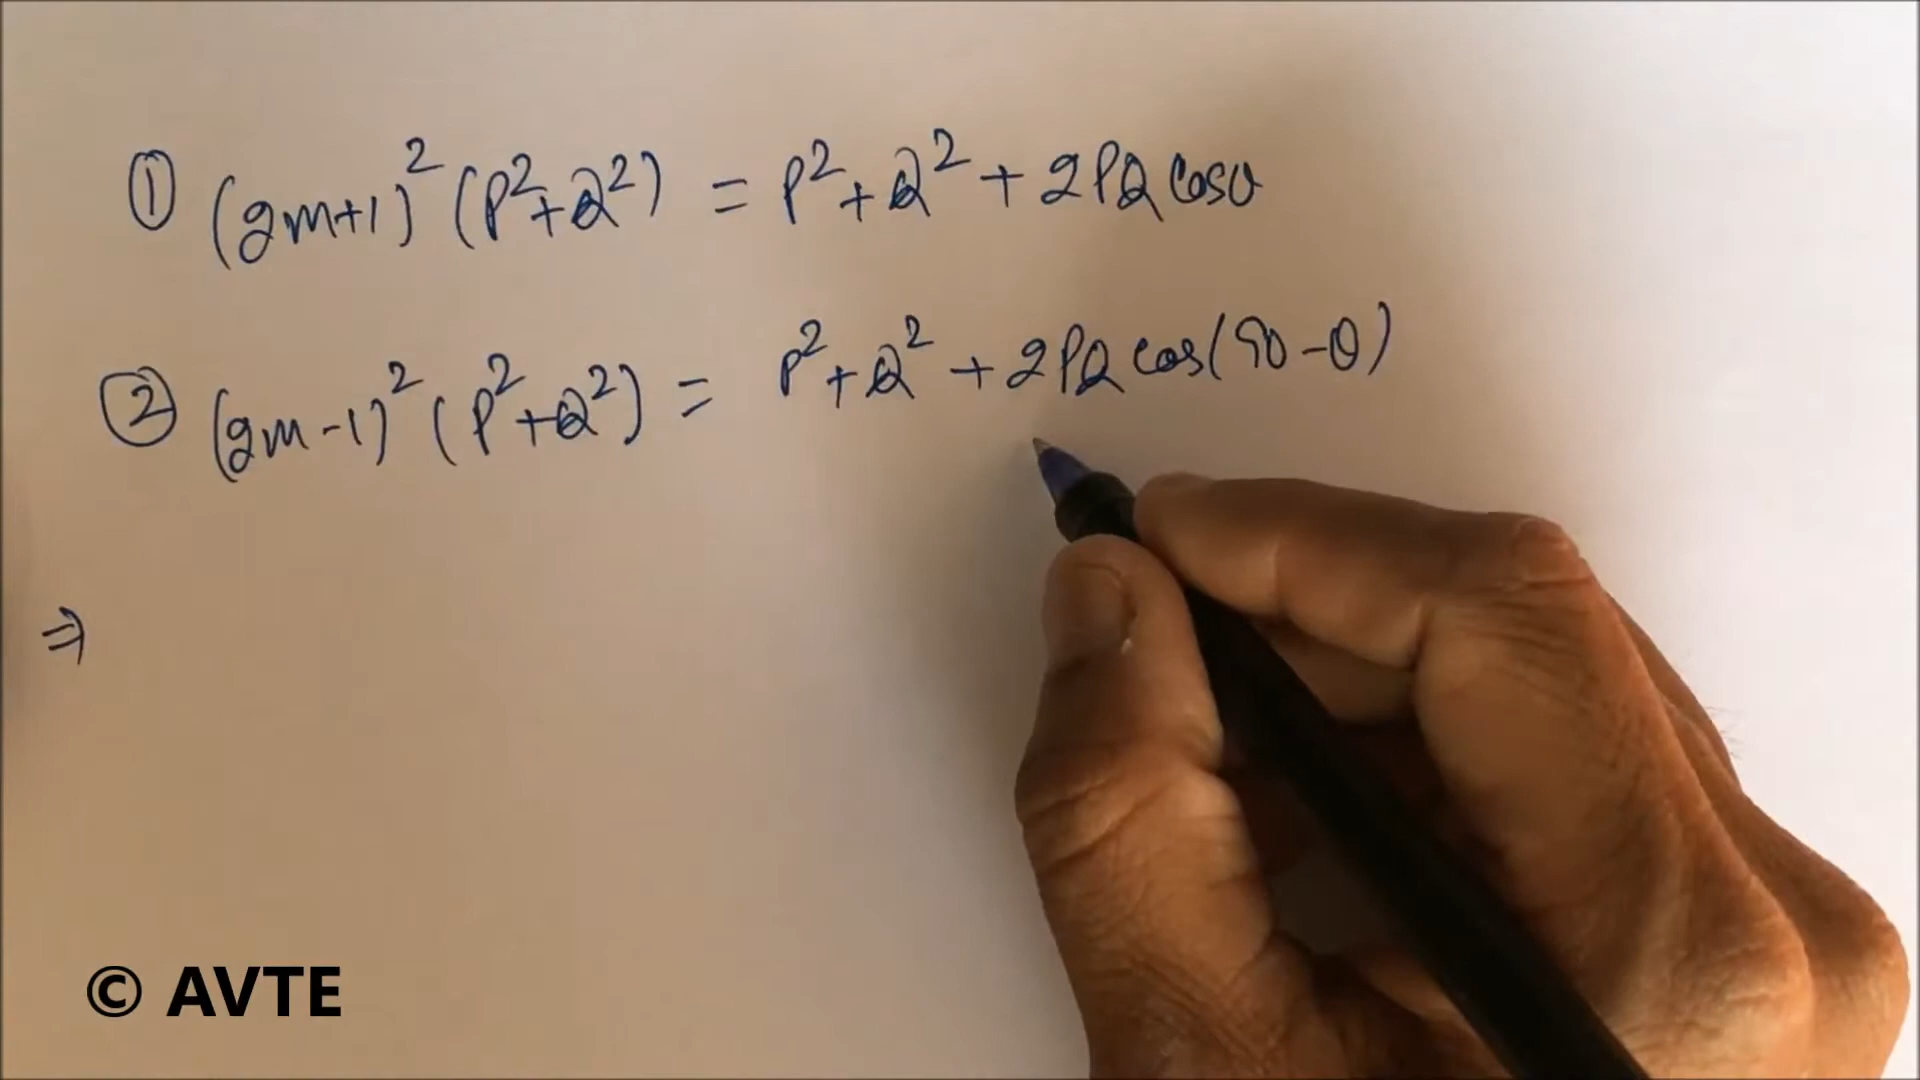 ① (2m+1)² (P²+Q²) = P²+Q² + 2PQ cosθ
② (2m-1)² (P²+Q²) = P²+Q² + 2PQ cos(90-θ)
⇒
© AVTE